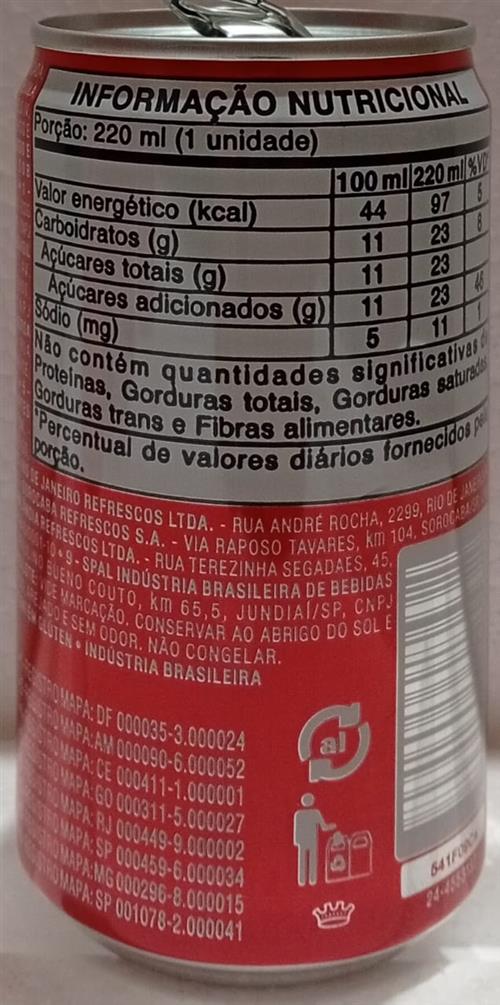 INFORMAÇÃO NUTRICIONAL
Porção: 220 ml (1 unidade)
100 ml 220 ml %VD*
Valor energético (kcal) 44 97 5
Carboidratos (g) 11 23 8
Açúcares totais (g) 11 23
Açúcares adicionados (g) 11 23 46
Sódio (mg) 5 11 1
Não contém quantidades significativas de
Proteínas, Gorduras totais, Gorduras saturadas,
Gorduras trans e Fibras alimentares.
*Percentual de valores diários fornecidos pela
porção.
DE JANEIRO REFRESCOS LTDA. - RUA ANDRÉ ROCHA, 2299, RIO DE
REFRESCOS S.A. - VIA RAPOSO TAVARES, km 104,
REFRESCOS LTDA. - RUA TEREZINHA SEGADAES, 45,
9 - SPAL INDÚSTRIA BRASILEIRA DE BEBIDAS
BUENO COUTO, km 65,5, JUNDIAÍ/SP, CNPJ
DE MARCAÇÃO. CONSERVAR AO ABRIGO DO SOL E
E SEM ODOR. NÃO CONGELAR.
GLÚTEN • INDÚSTRIA BRASILEIRA
MAPA: DF 000035-3.000024
MAPA: AM 000090-6.000052
MAPA: CE 000411-1.000001
MAPA: GO 000311-5.000027
MAPA: RJ 000449-9.000002
MAPA: SP 000459-6.000034
MAPA: MG 000296-8.000015
MAPA: SP 001078-2.000041
al